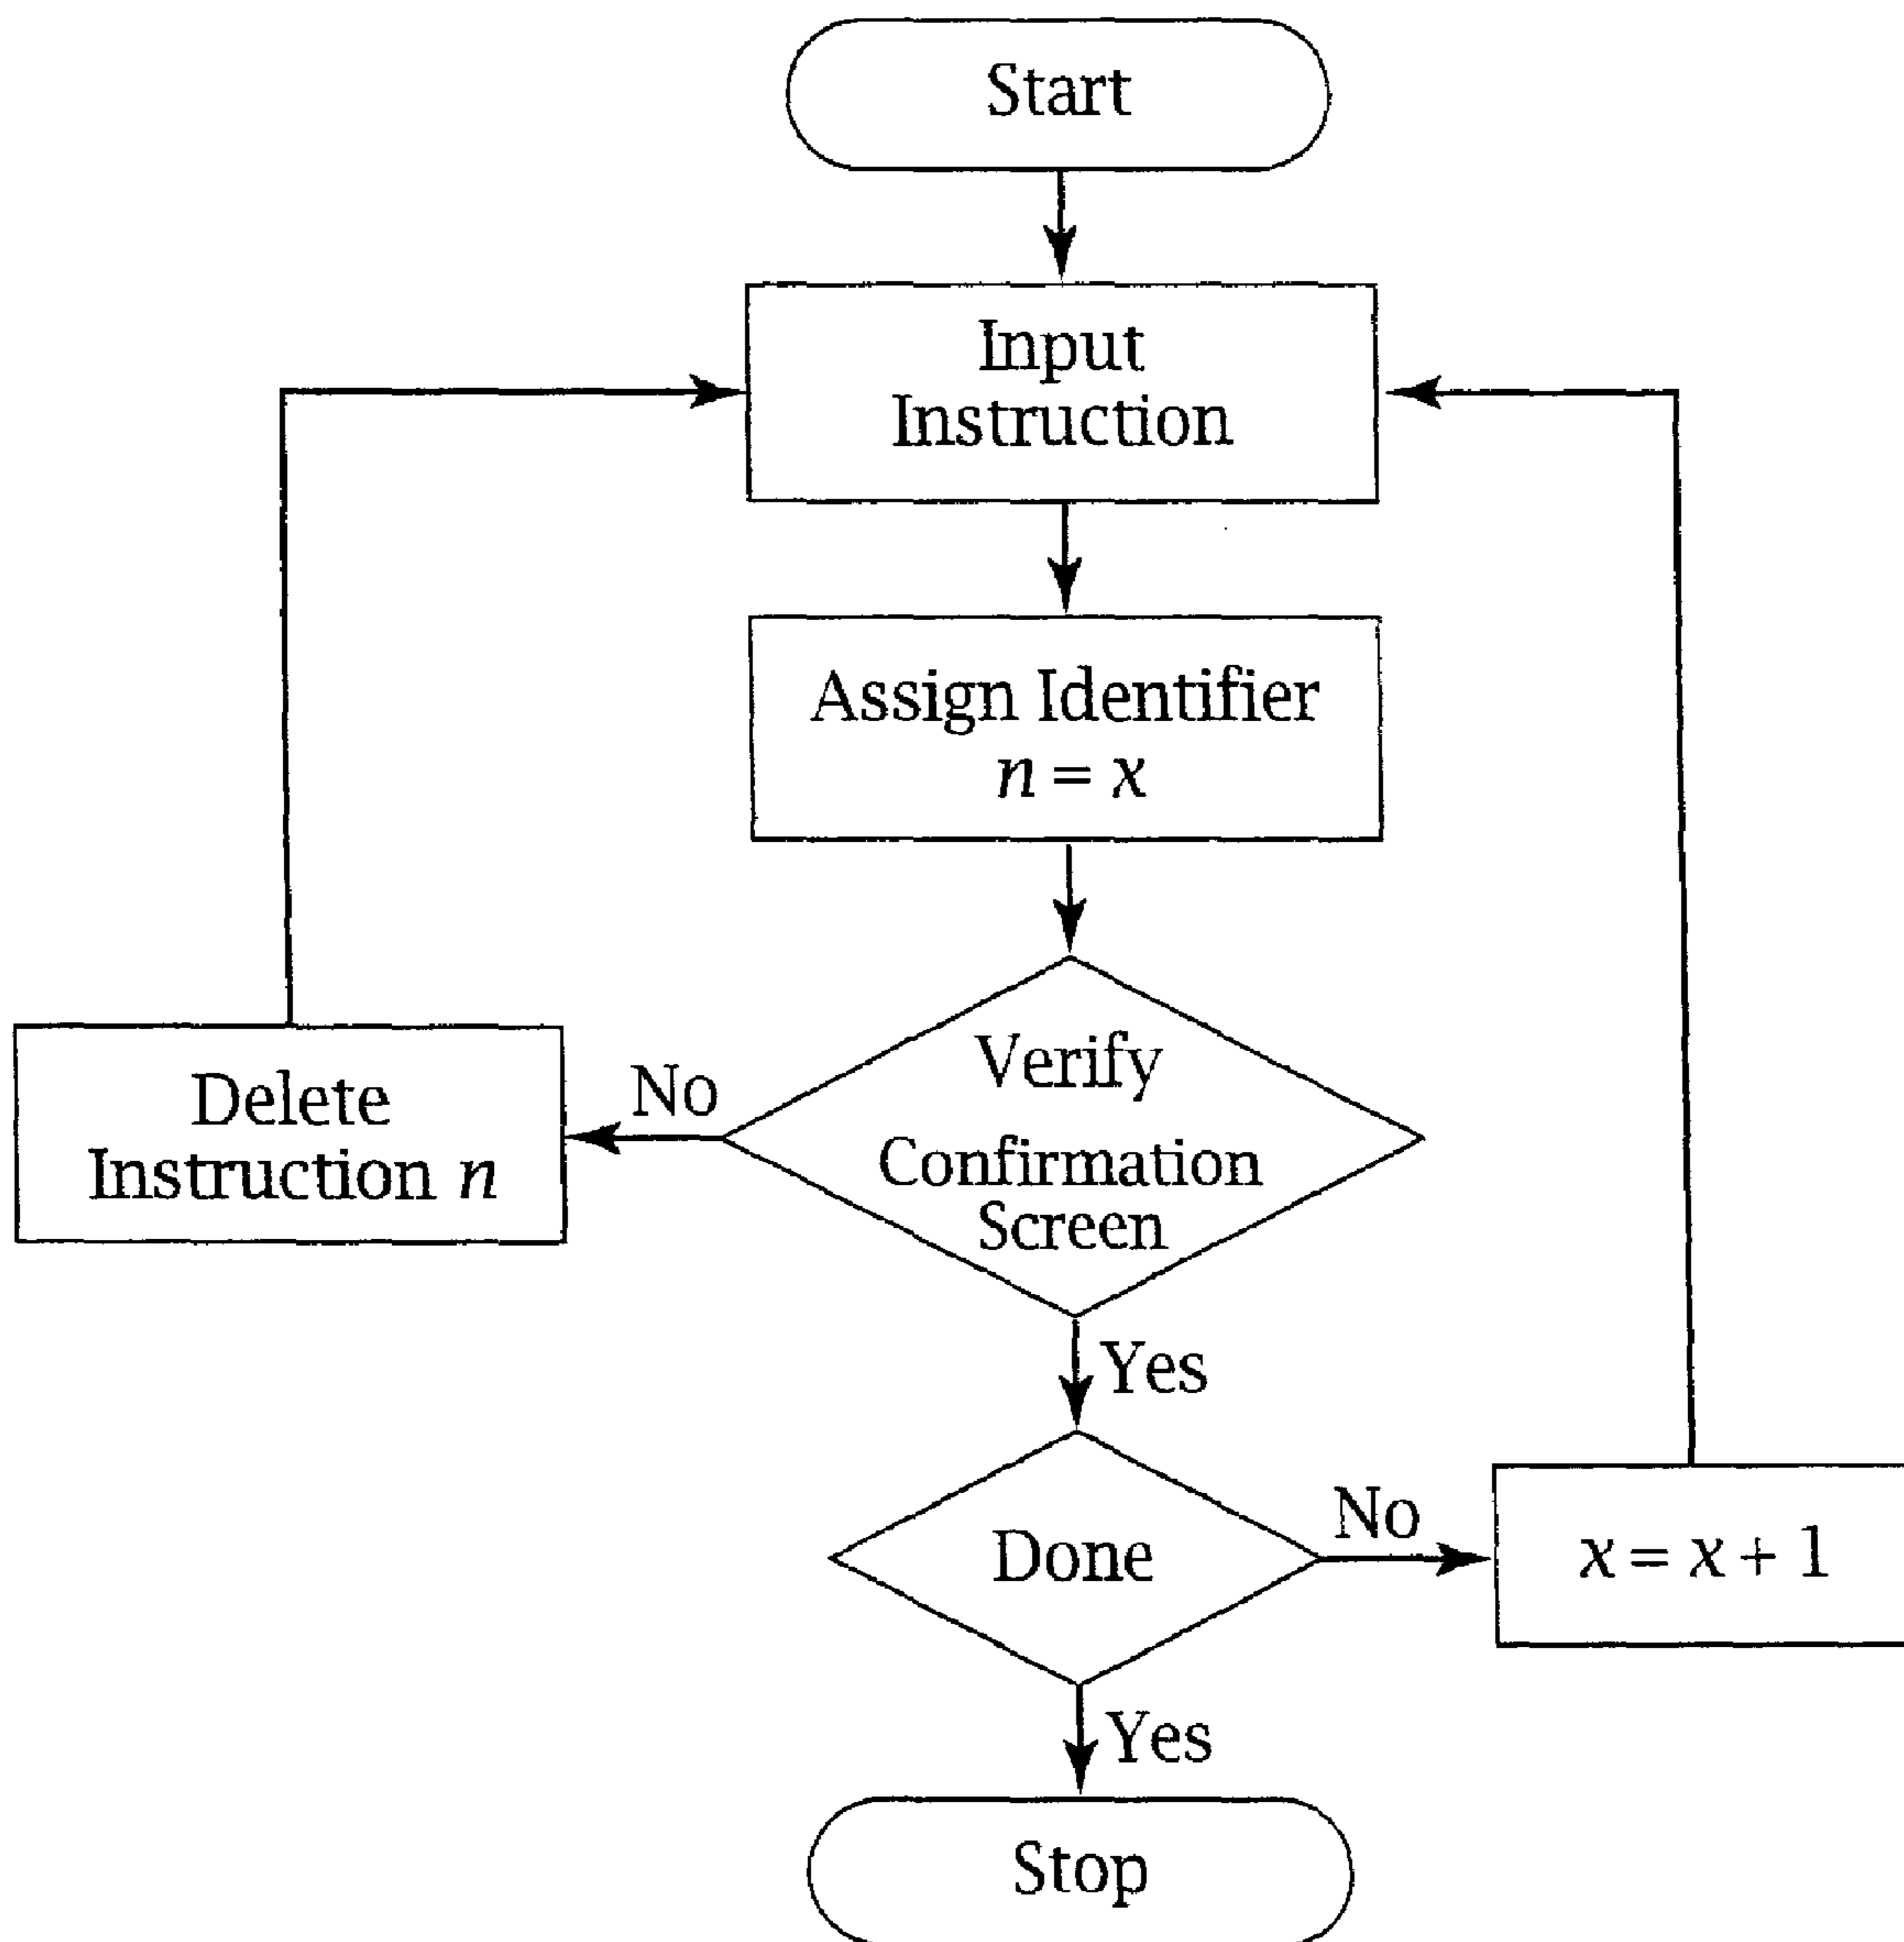 Start
Input
Instruction
Assign Identifier
n = x
Verify
Confirmation
Screen
No
Delete
Instruction n
Yes
Done
No
x = x + 1
Yes
Stop